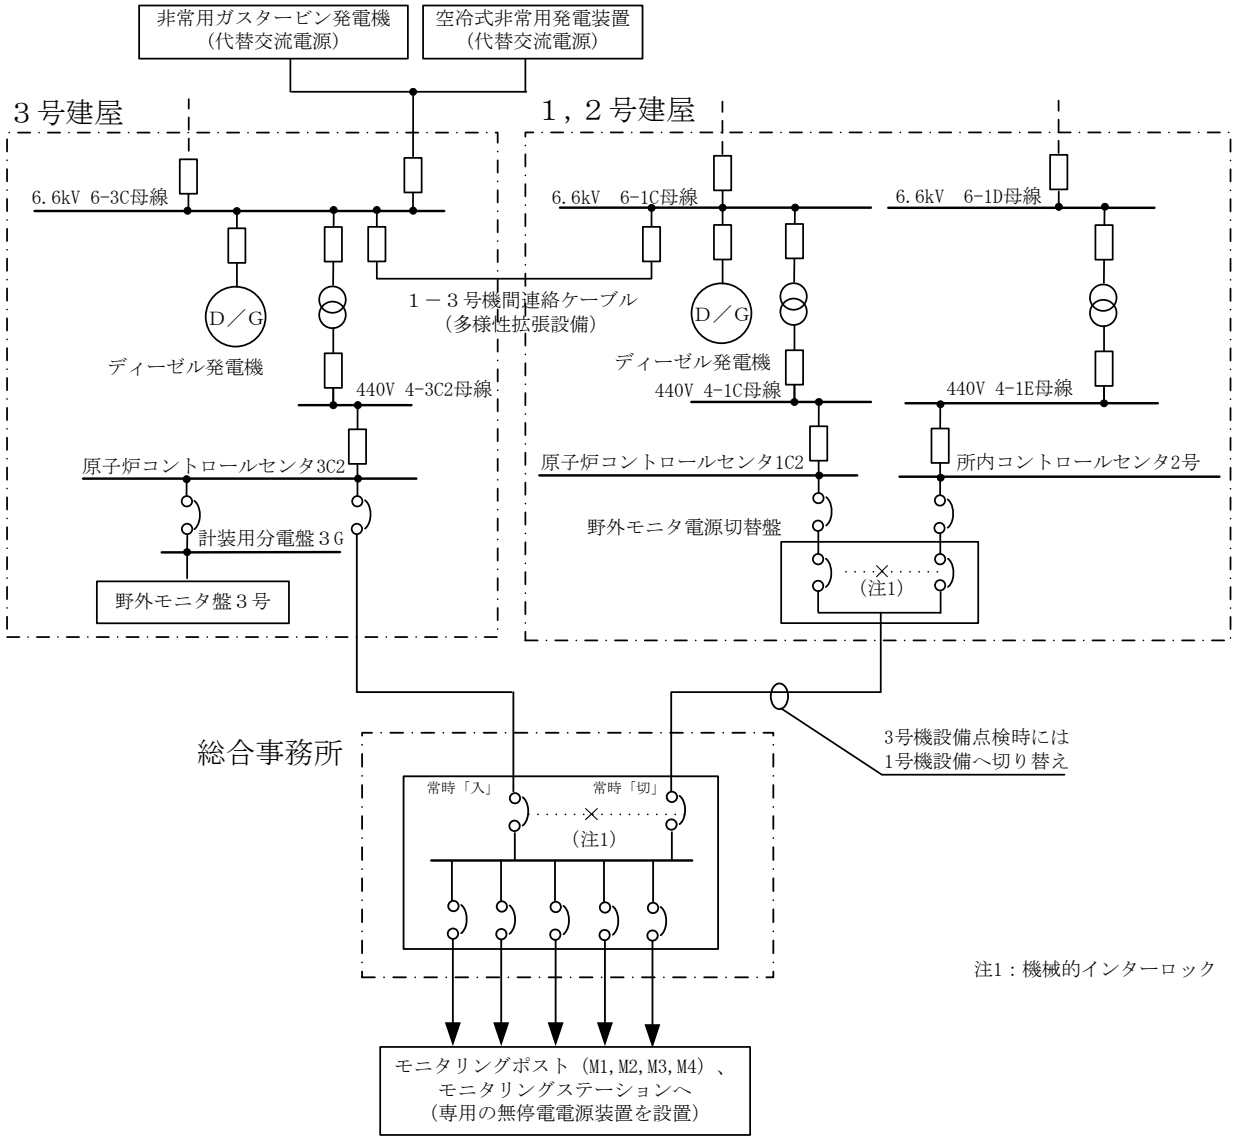 非常用ガスタービン発電機
(代替交流電源)
空冷式非常用発電装置
(代替交流電源)
3号建屋
1,2号建屋
6.6kV 6-3C母線
6.6kV 6-1C母線
6.6kV 6-1D母線
1-3号機間連絡ケーブル
(多様性拡張設備)
D/G
ディーゼル発電機
D/G
ディーゼル発電機
440V 4-3C2母線
440V 4-1C母線
440V 4-1E母線
原子炉コントロールセンタ3C2
原子炉コントロールセンタ1C2
所内コントロールセンタ2号
計装用分電盤3G
野外モニタ電源切替盤
野外モニタ盤3号
(注1)
総合事務所
3号機設備点検時には
1号機設備へ切り替え
常時「入」
常時「切」
(注1)
注1:機械的インターロック
モニタリングポスト(M1,M2,M3,M4)、
モニタリングステーションへ
(専用の無停電電源装置を設置)